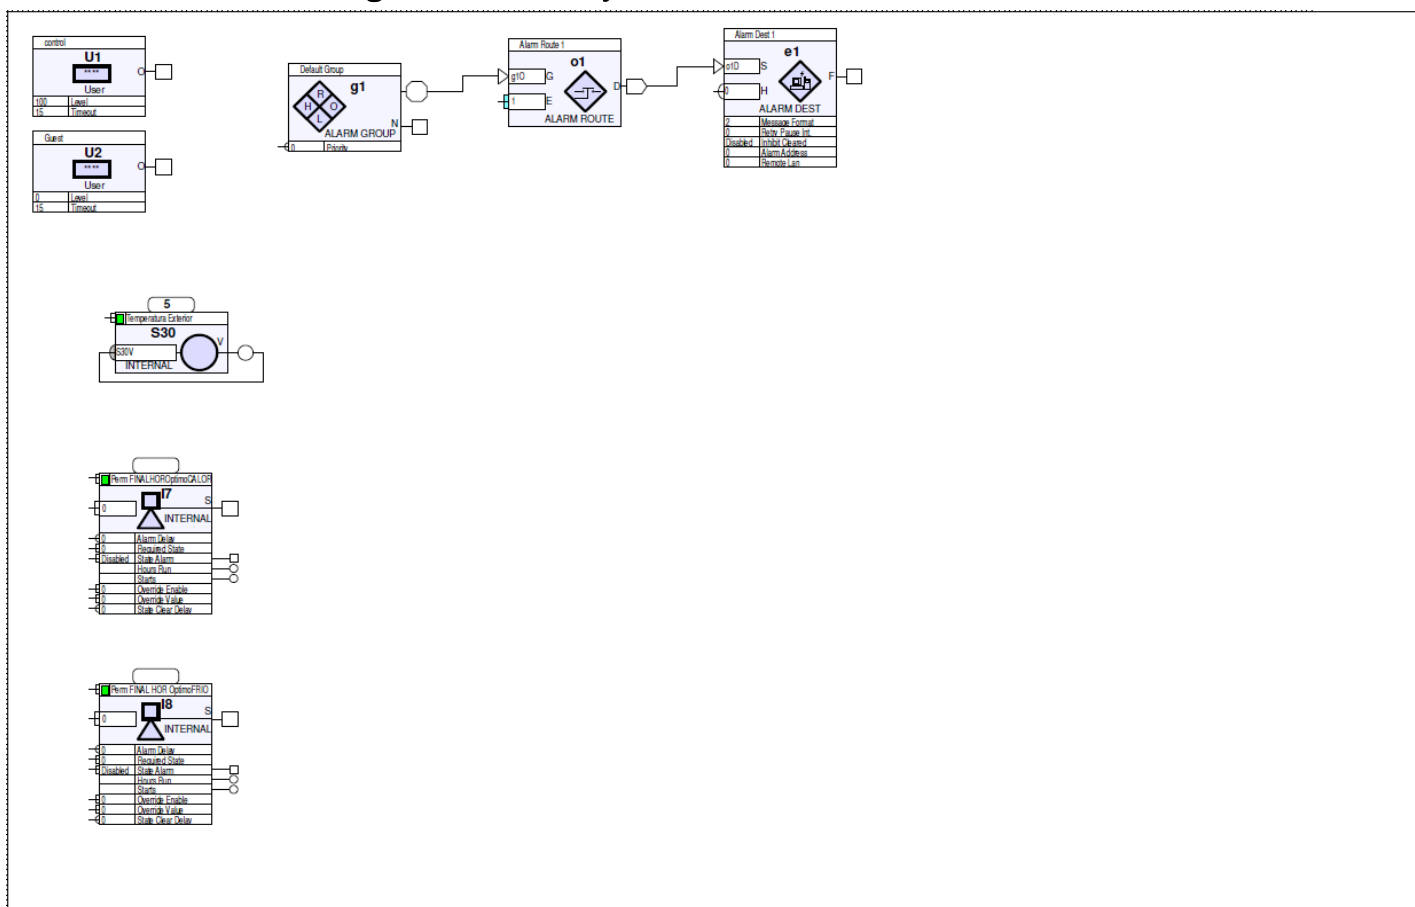 control
U1
****
User
O
100 Level
15 Timeout
Guest
U2
****
User
O
0 Level
15 Timeout
Default Group
g1
R
H O
L
N
ALARM GROUP
0 Priority
Alarm Route 1
o1
g1O G
1 E
D
ALARM ROUTE
Alarm Dest 1
e1
o1D S
0 H
F
ALARM DEST
2 Message Format
0 Retry Pause Int.
Disabled Inhibit Cleared
0 Alarm Address
0 Remote Lan
5
Temperatura Exterior
S30
S30V
V
INTERNAL
Perm FINALHOROptimoCALOR
I7
0
S
INTERNAL
0 Alarm Delay
0 Required State
Disabled State Alarm
Hours Run
Starts
0 Override Enable
0 Override Value
0 State Clear Delay
Perm FINAL HOR OptimoFRIO
I8
0
S
INTERNAL
0 Alarm Delay
0 Required State
Disabled State Alarm
Hours Run
Starts
0 Override Enable
0 Override Value
0 State Clear Delay